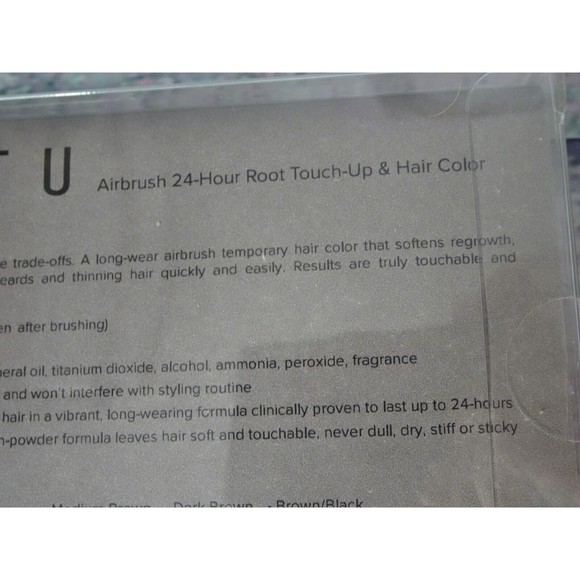 U Airbrush 24-Hour Root Touch-Up & Hair Color
e trade-offs. A long-wear airbrush temporary hair color that softens regrowth,
eards and thinning hair quickly and easily. Results are truly touchable and
en after brushing)
eral oil, titanium dioxide, alcohol, ammonia, peroxide, fragrance
and won't interfere with styling routine
hair in a vibrant, long-wearing formula clinically proven to last up to 24-hours
-powder formula leaves hair soft and touchable, never dull, dry, stiff or sticky
Medium Brown Dark Brown • Brown/Black